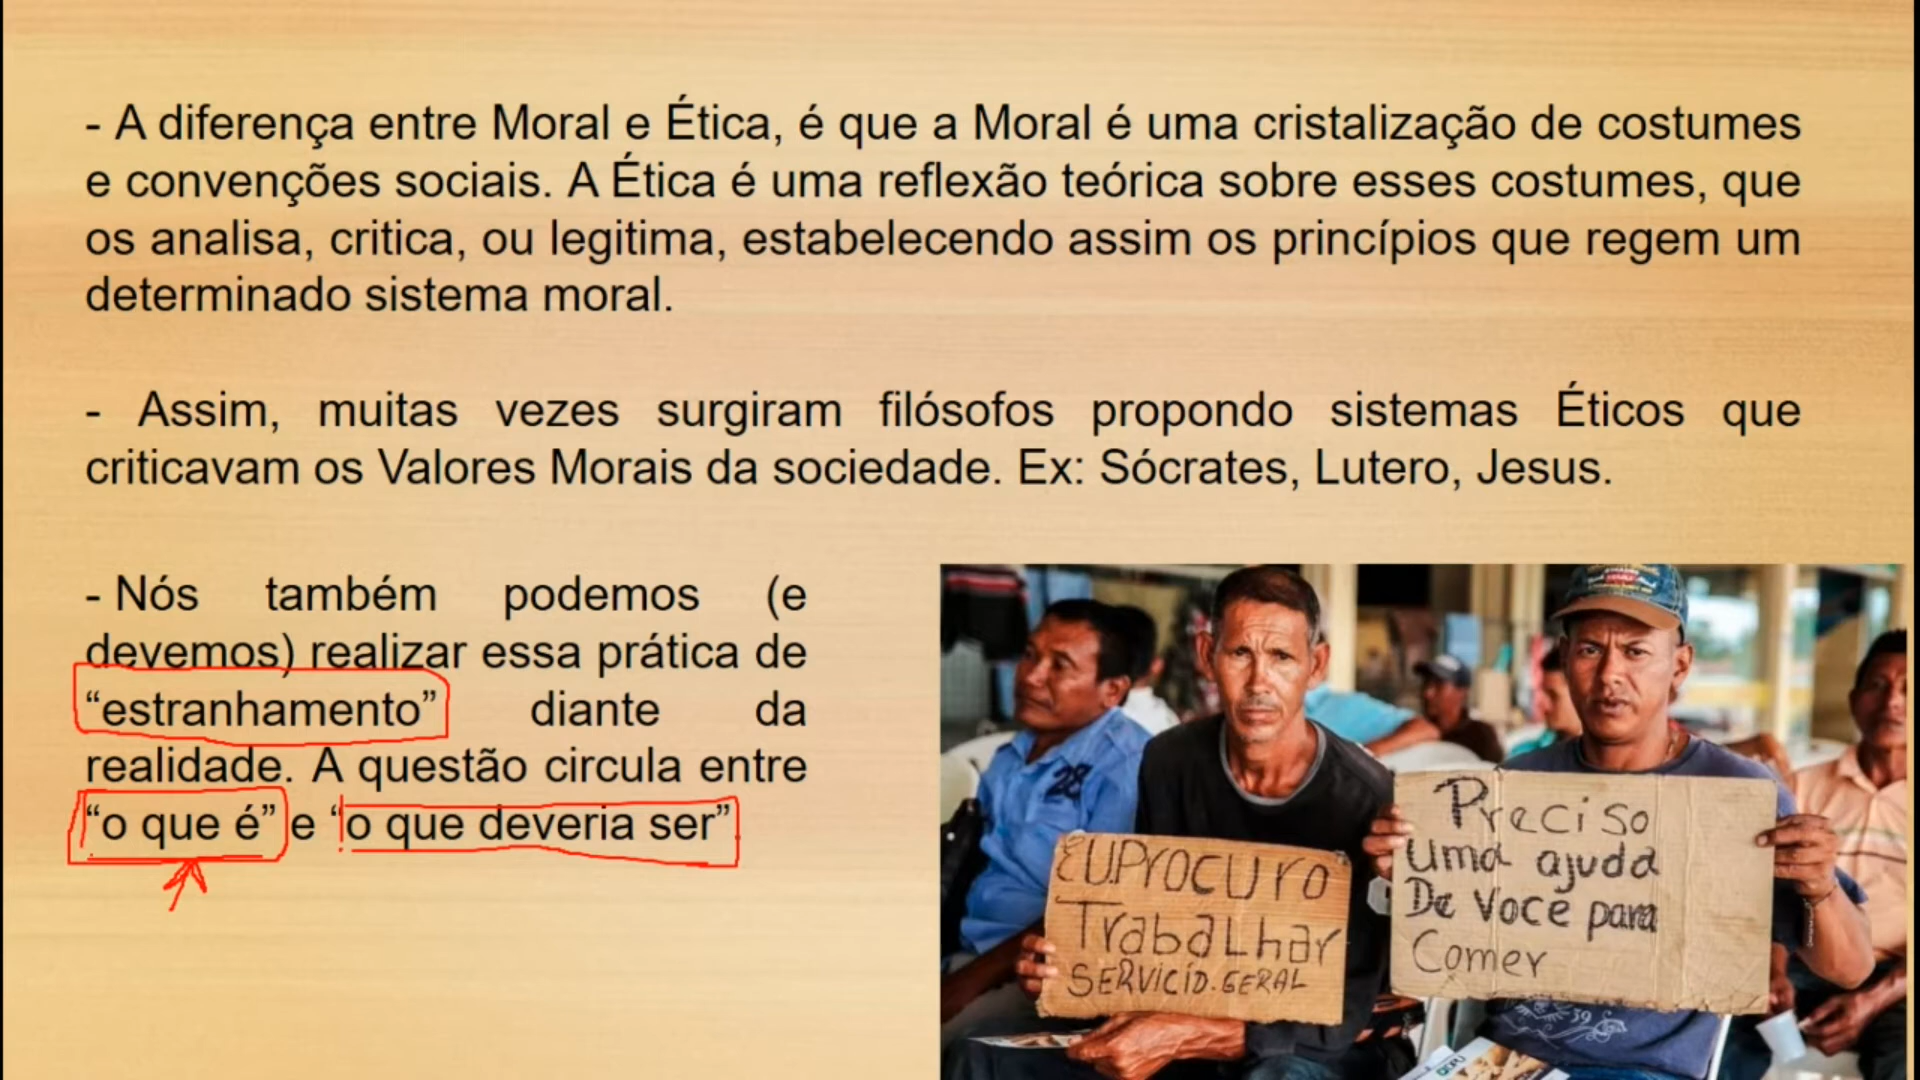 - A diferença entre Moral e Ética, é que a Moral é uma cristalização de costumes
e convenções sociais. A Ética é uma reflexão teórica sobre esses costumes, que
os analisa, critica, ou legitima, estabelecendo assim os princípios que regem um
determinado sistema moral.
- Assim, muitas vezes surgiram filósofos propondo sistemas Éticos que
criticavam os Valores Morais da sociedade. Ex: Sócrates, Lutero, Jesus.
- Nós também podemos (e
devemos) realizar essa prática de
“estranhamento” diante da
realidade. A questão circula entre
“o que é” e “o que deveria ser”
28
EU PROCURO
TrabaLhar
SERVICIO.GERAL
Preciso
uma ajuda
De Voce para
Comer
39
DPU